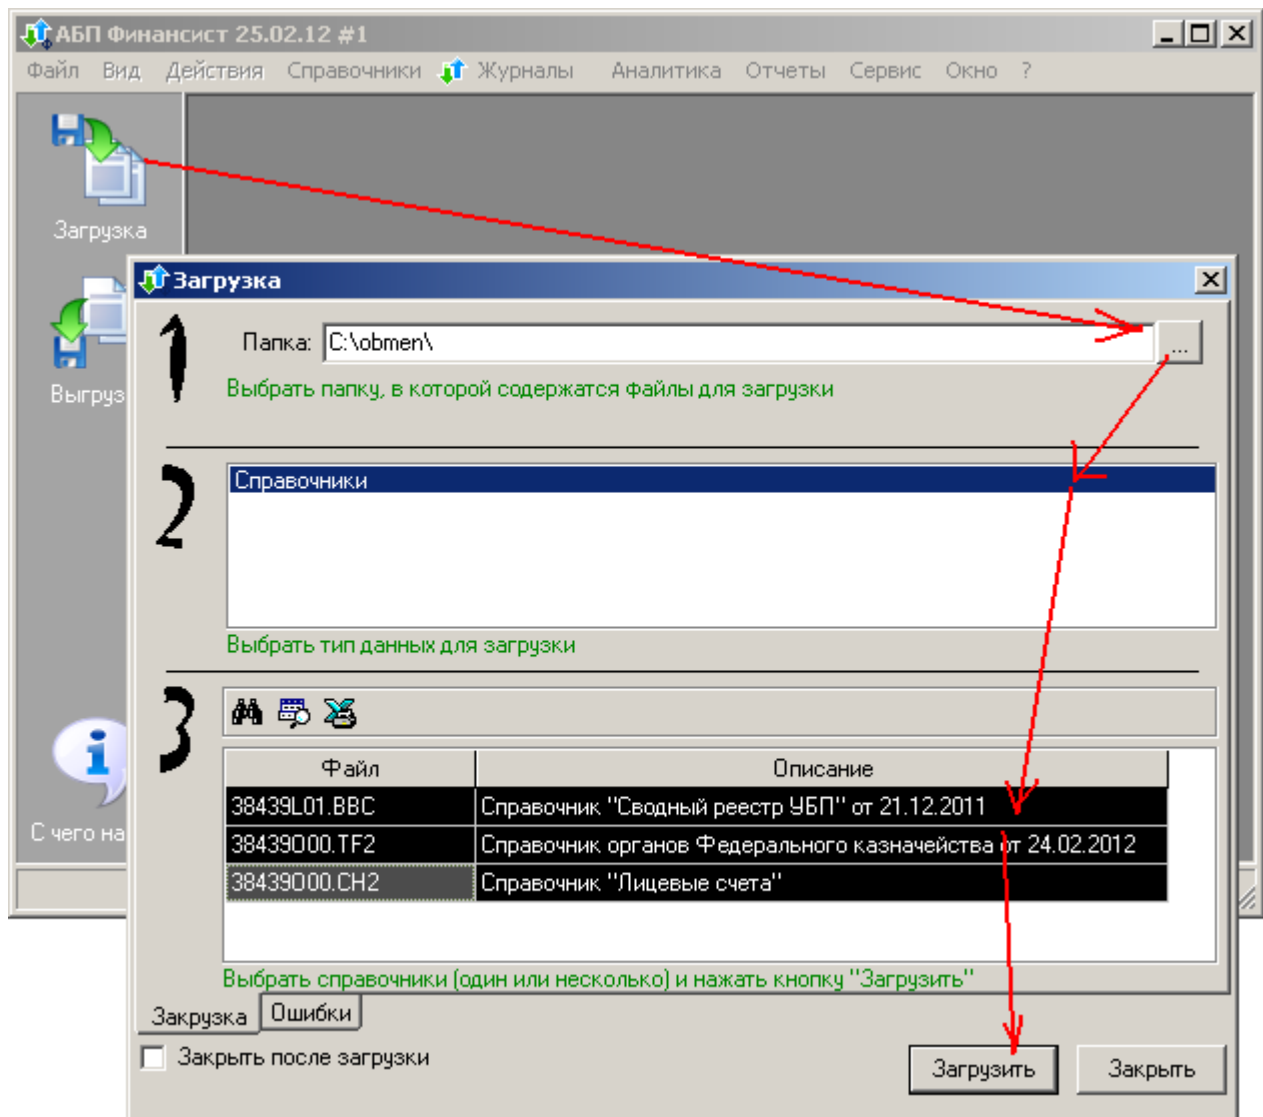 АБП Финансист 25.02.12 #1
Файл Вид Действия Справочники Журналы Аналитика Отчеты Сервис Окно ?
Загрузка
Загрузка
1
Папка: C:\obmen\ ...
Выгруз
Выбрать папку, в которой содержатся файлы для загрузки
2
Справочники
Выбрать тип данных для загрузки
3
Файл Описание
38439L01.BBC Справочник "Сводный реестр УБП" от 21.12.2011
С чего на
38439O00.TF2 Справочник органов Федерального казначейства от 24.02.2012
38439O00.CH2 Справочник "Лицевые счета"
Выбрать справочники (один или несколько) и нажать кнопку "Загрузить"
Закрузка Ошибки
Закрыть после загрузки
Загрузить Закрыть